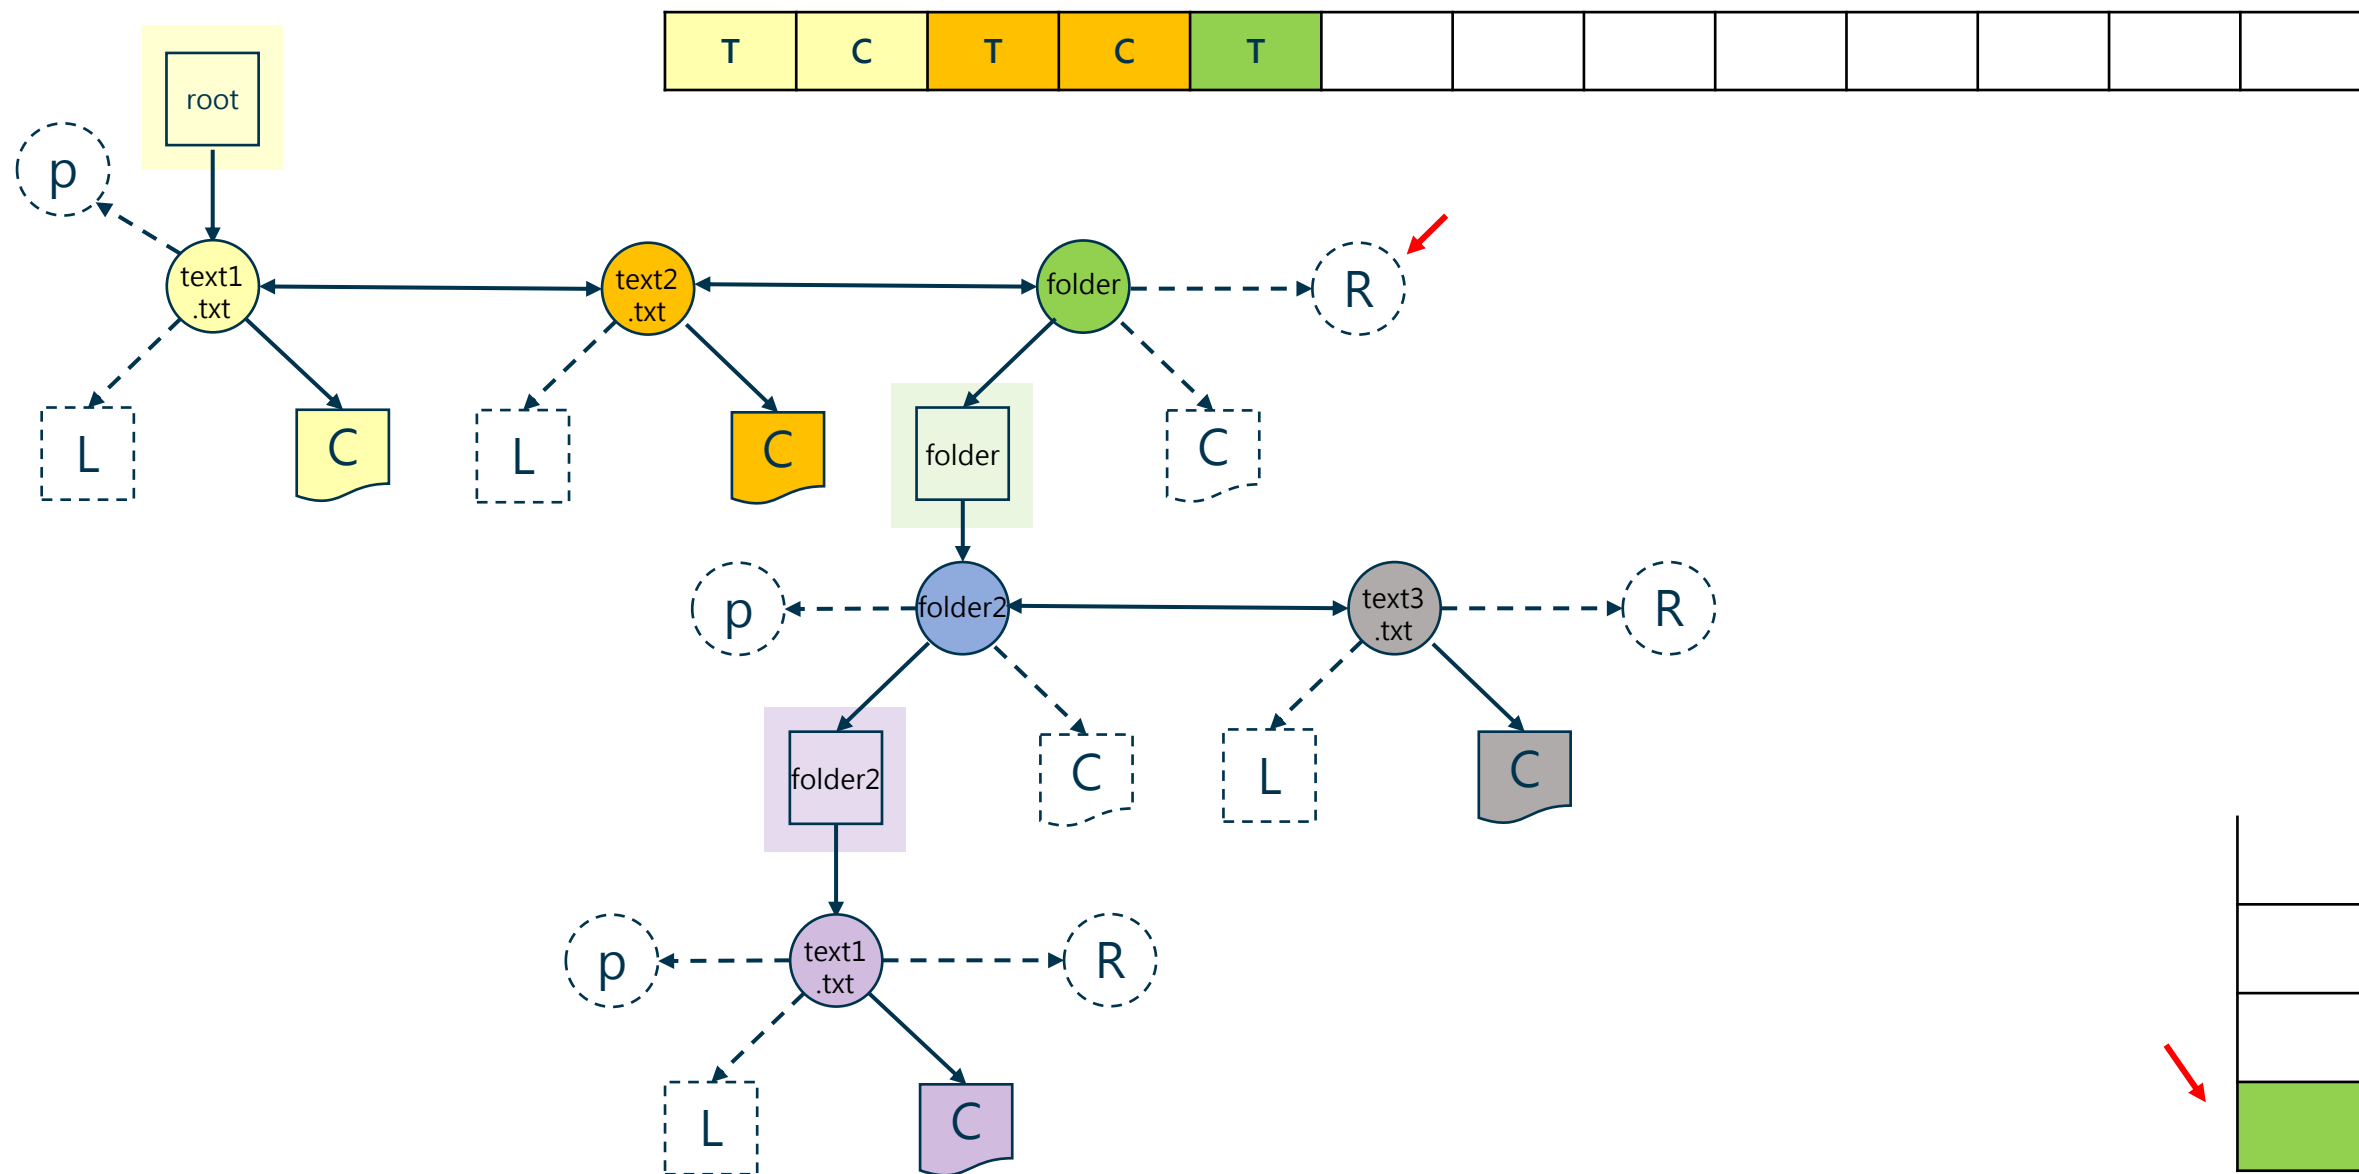 T C T C T
root
p
text1
.txt
text2
.txt
folder
R
L
C
L
C
folder
C
p
folder2
text3
.txt
R
folder2
C
L
C
p
text1
.txt
R
L
C